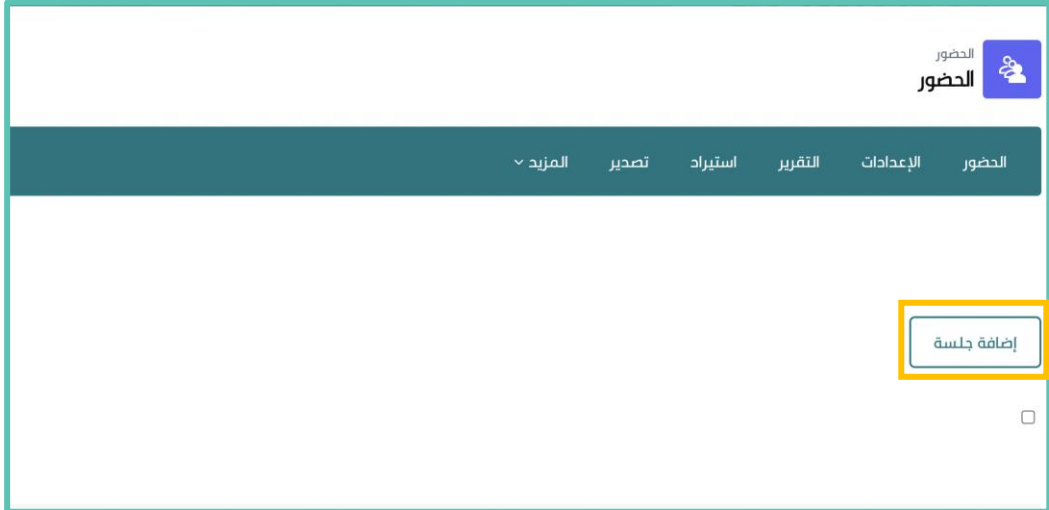 الحضور
الحضور
الحضور الإعدادات التقرير استيراد تصدير المزيد
إضافة جلسة